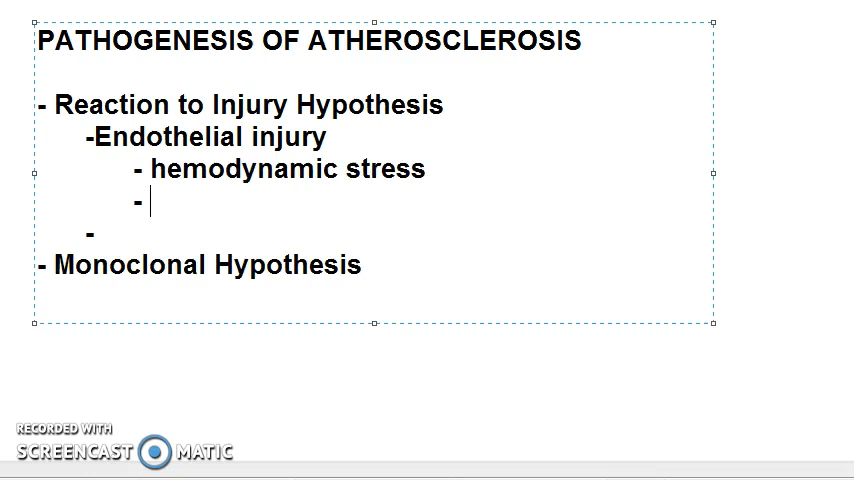 PATHOGENESIS OF ATHEROSCLEROSIS
- Reaction to Injury Hypothesis
-Endothelial injury
- hemodynamic stress
-
-
- Monoclonal Hypothesis
RECORDED WITH
SCREENCAST MATIC